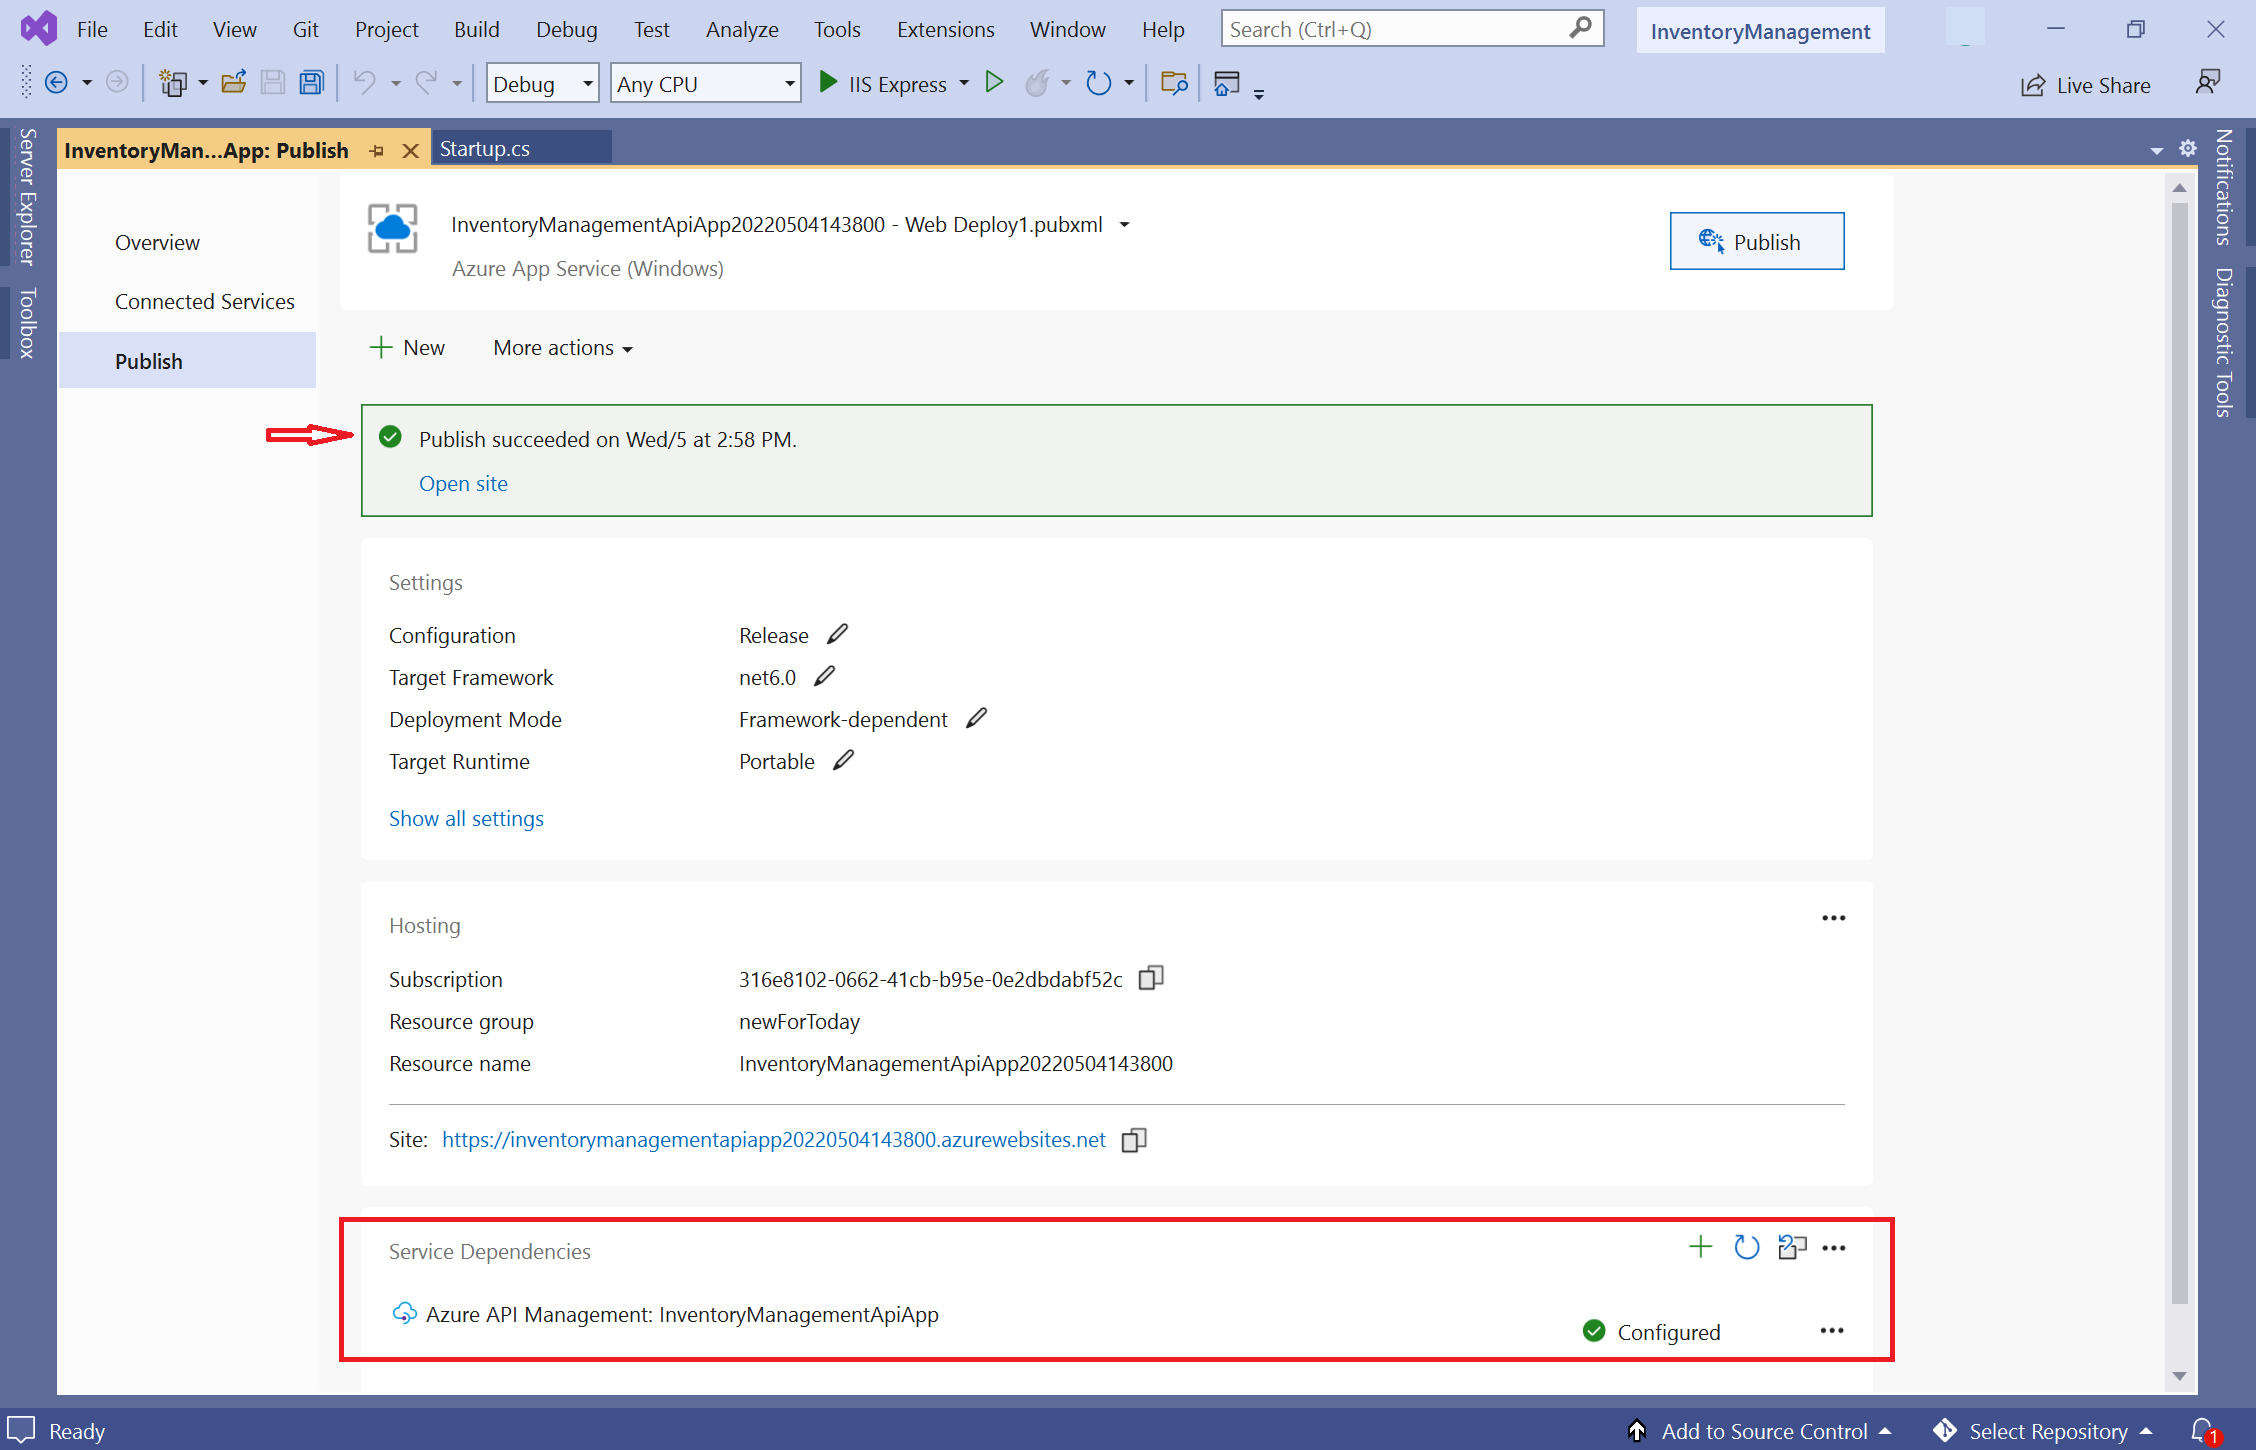 File Edit View Git Project Build Debug Test Analyze Tools Extensions Window Help Search (Ctrl+Q) InventoryManagement
Debug Any CPU IIS Express Live Share
Server Explorer
Toolbox
InventoryMan...App: Publish Startup.cs
Notifications
Diagnostic Tools
Overview
Connected Services
Publish
InventoryManagementApiApp20220504143800 - Web Deploy1.pubxml
Azure App Service (Windows)
Publish
New More actions
Publish succeeded on Wed/5 at 2:58 PM.
Open site
Settings
Configuration Release
Target Framework net6.0
Deployment Mode Framework-dependent
Target Runtime Portable
Show all settings
Hosting
Subscription 316e8102-0662-41cb-b95e-0e2dbdabf52c
Resource group newForToday
Resource name InventoryManagementApiApp20220504143800
Site: https://inventorymanagementapiapp20220504143800.azurewebsites.net
Service Dependencies
Azure API Management: InventoryManagementApiApp
Configured
Ready Add to Source Control Select Repository 1